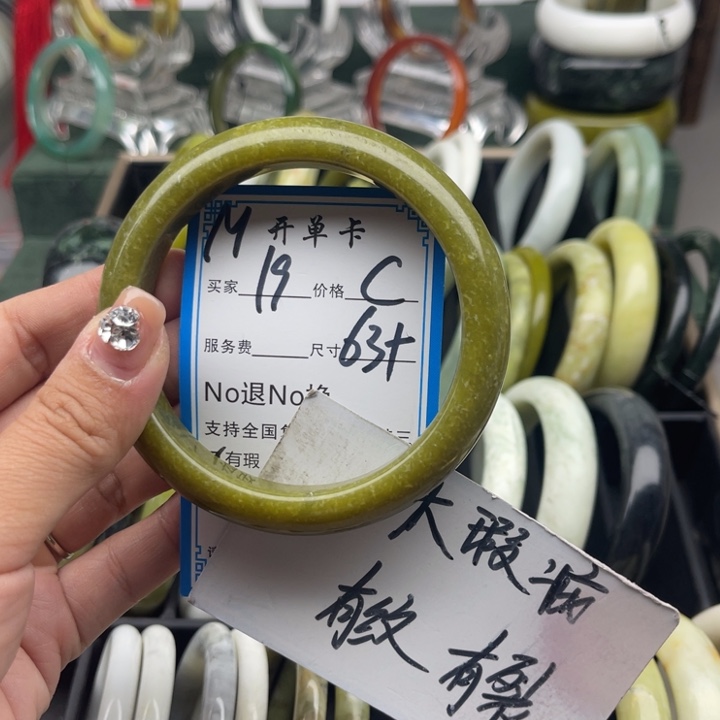 M 开单卡
买家 19 价格 C
服务费 尺寸 63+
No退No换
支持全国
有瑕
大瑕病
有纹 有裂